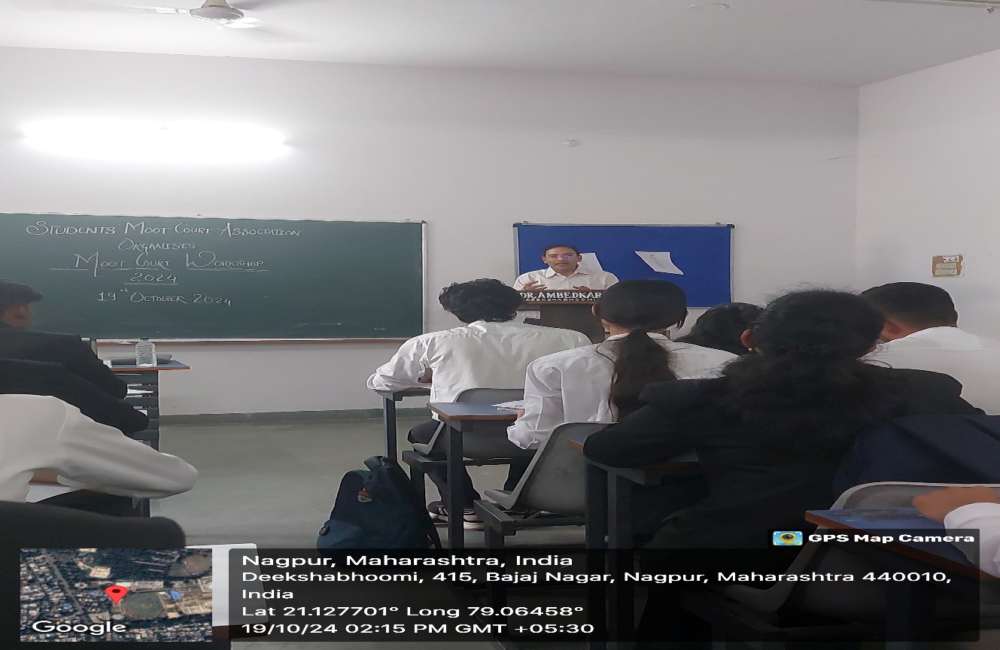 STUDENTS' MOOT COURT ASSOCIATION
ORGANISES
MOOT COURT WORKSHOP
2024
19th OCTOBER 2024
DR. AMBEDKAR
DEEKSHABHOOMI
GPS Map Camera
Nagpur, Maharashtra, India
Deekshabhoomi, 415, Bajaj Nagar, Nagpur, Maharashtra 440010,
India
Lat 21.127701° Long 79.06458°
19/10/24 02:15 PM GMT +05:30
Google